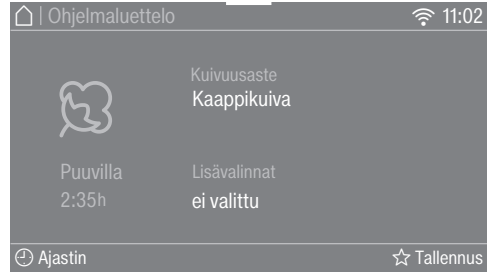 | Ohjelmaluettelo 11:02
Kuivuusaste
Kaappikuiva
Puuvilla Lisävalinnat
2:35h ei valittu
Ajastin Tallennus